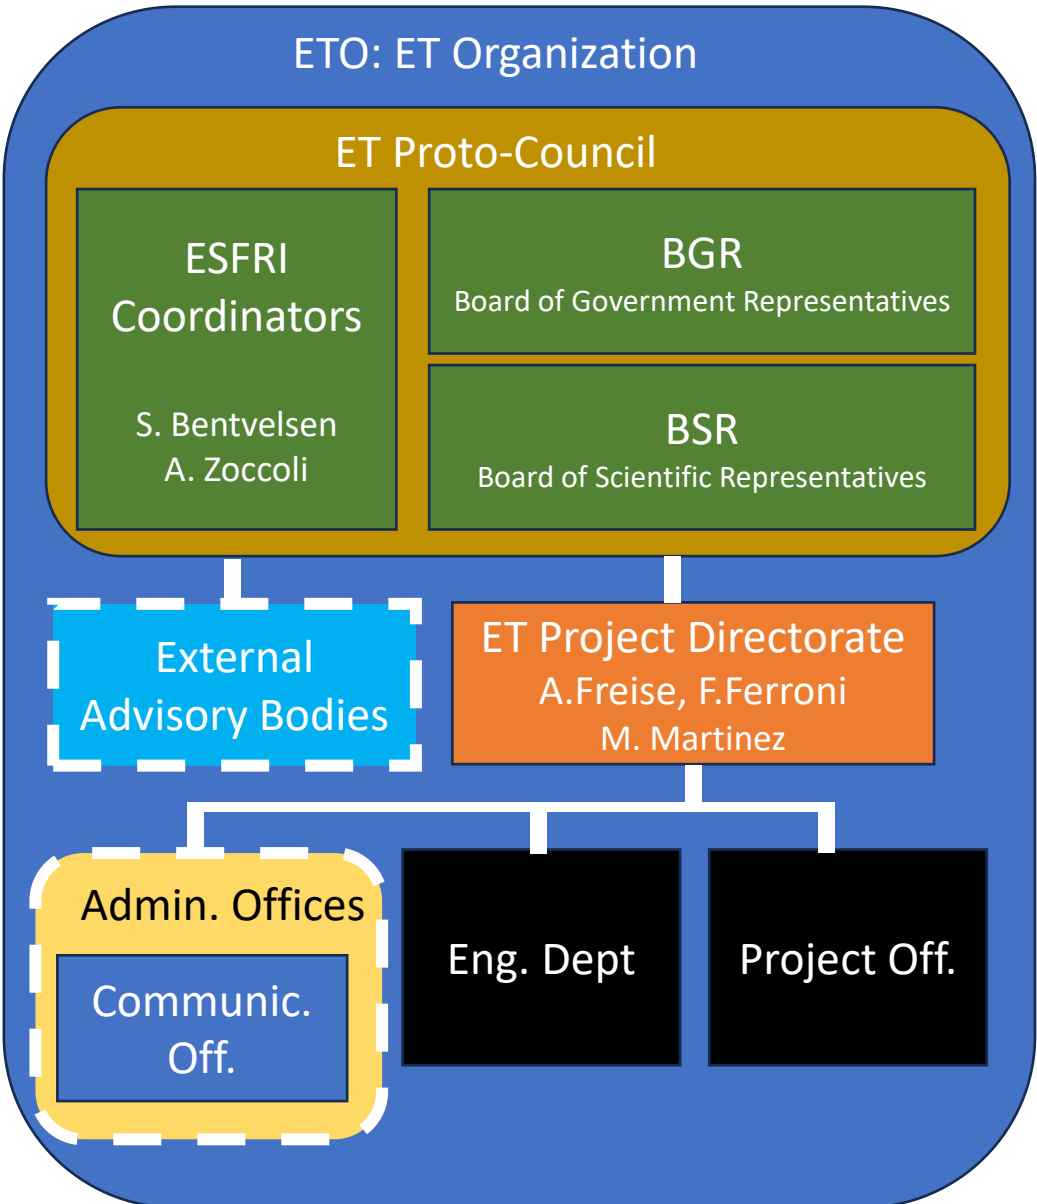 ETO: ET Organization
ET Proto-Council
ESFRI
Coordinators
S. Bentvelsen
A. Zoccoli
BGR
Board of Government Representatives
BSR
Board of Scientific Representatives
External
Advisory Bodies
ET Project Directorate
A.Freise, F.Ferroni
M. Martinez
Admin. Offices
Communic.
Off.
Eng. Dept
Project Off.